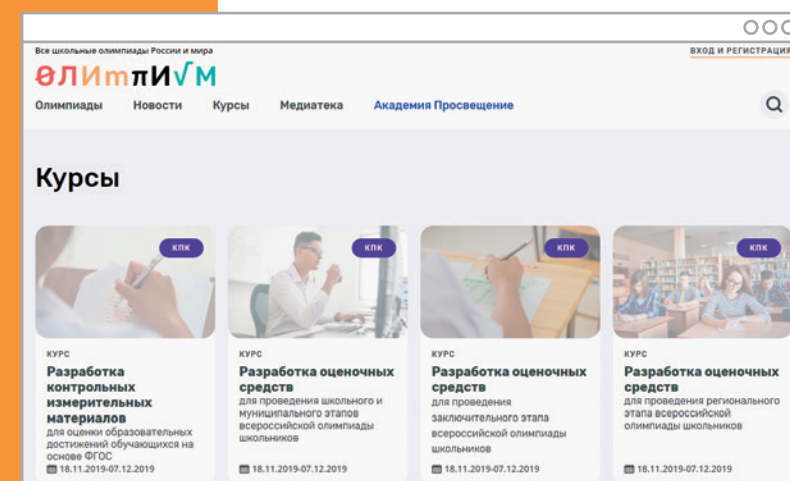 Все школьные олимпиады России и мира
ВХОД И РЕГИСТРАЦИЯ
ОЛИмпИ√М
Олимпиады Новости Курсы Медиатека Академия Просвещение
Курсы
КПК
КПК
КПК
КПК
КУРС
Разработка
контрольных
измерительных
материалов
для оценки образовательных
достижений обучающихся на
основе ФГОС
18.11.2019-07.12.2019
КУРС
Разработка оценочных
средств
для проведения школьного и
муниципального этапов
всероссийской олимпиады
школьников
18.11.2019-07.12.2019
КУРС
Разработка оценочных
средств
для проведения
заключительного этапа
всероссийской олимпиады
школьников
18.11.2019-07.12.2019
КУРС
Разработка оценочных
средств
для проведения регионального
этапа всероссийской
олимпиады школьников
18.11.2019-07.12.2019